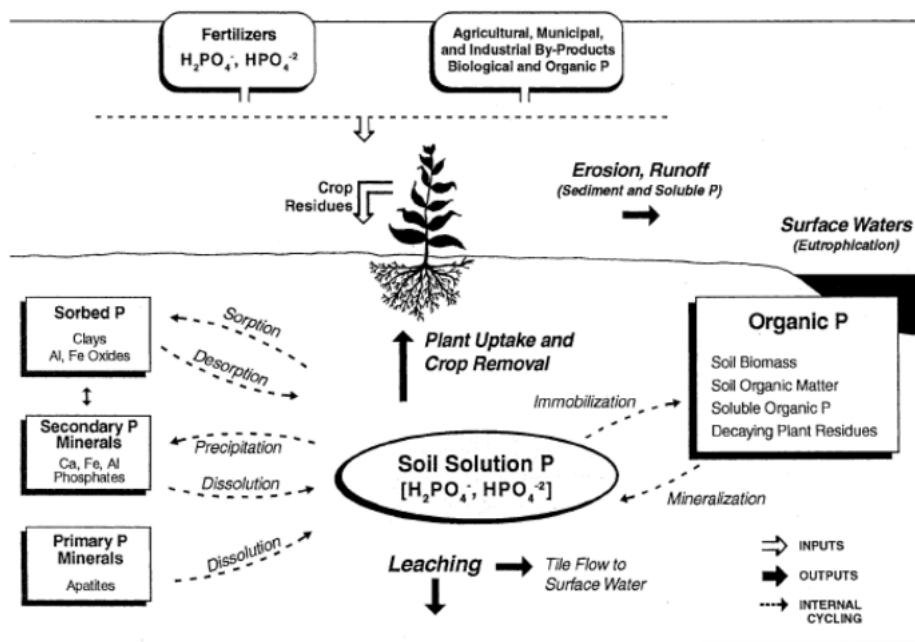 Fertilizers
H₂PO₄⁻, HPO₄⁻²
Agricultural, Municipal,
and Industrial By-Products
Biological and Organic P
Crop
Residues
Erosion, Runoff
(Sediment and Soluble P)
Surface Waters
(Eutrophication)
Sorbed P
Clays
Al, Fe Oxides
Sorption
Desorption
Plant Uptake and
Crop Removal
Organic P
Soil Biomass
Soil Organic Matter
Soluble Organic P
Decaying Plant Residues
Immobilization
Secondary P
Minerals
Ca, Fe, Al
Phosphates
Precipitation
Dissolution
Soil Solution P
[H₂PO₄⁻, HPO₄⁻²]
Mineralization
Primary P
Minerals
Apatites
Dissolution
Leaching
Tile Flow to
Surface Water
INPUTS
OUTPUTS
INTERNAL
CYCLING